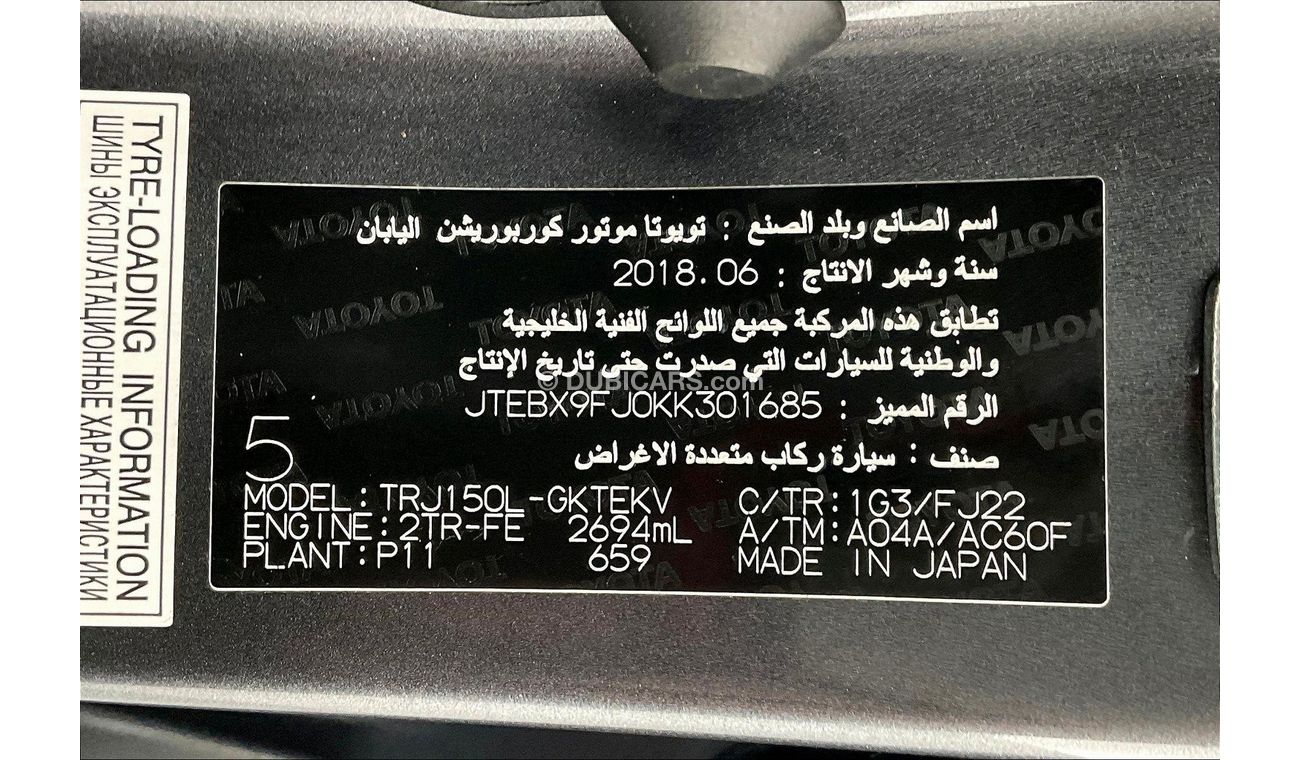 TYRE-LOADING INFORMATION
ШИНЫ ЭКСПЛУАТАЦИОННЫЕ ХАРАКТЕРИСТИКИ
اسم الصانع وبلد الصنع : تويوتا موتور كوربوريشن اليابان
سنة وشهر الانتاج : 2018.06
تطابق هذه المركبة جميع اللوائح الفنية الخليجية
والوطنية للسيارات التي صدرت حتي تاريخ الإنتاج
© DUBICARS.com
الرقم المميز : JTEBX9FJ0KK301685
صنف : سيارة ركاب متعددة الاغراض
5
MODEL:TRJ150L-GKTEKV C/TR:1G3/FJ22
ENGINE:2TR-FE 2694mL A/TM:A04A/AC60F
PLANT:P11 659 MADE IN JAPAN
TOYOTA